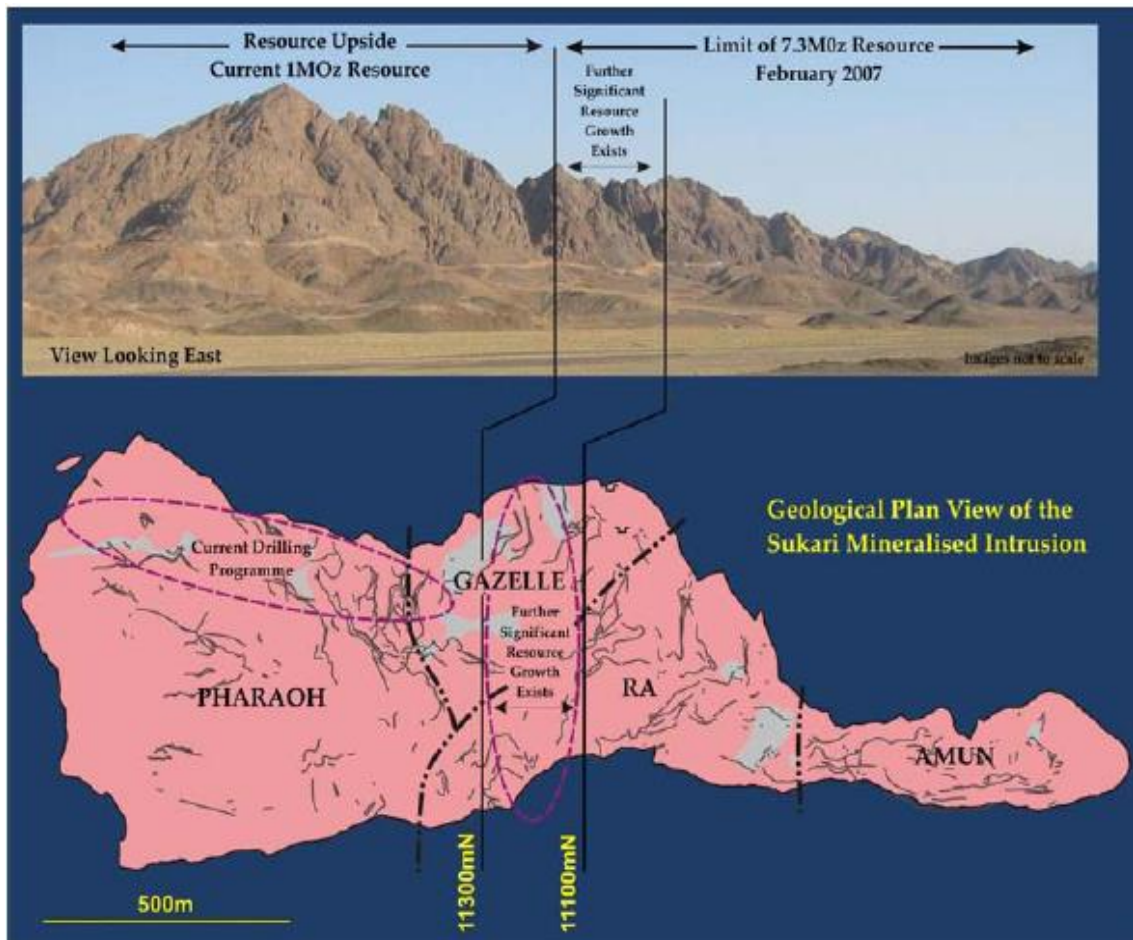 Resource Upside
Current 1MOz Resource
Limit of 7.3M0z Resource
February 2007
Further
Significant
Resource
Growth
Exists
View Looking East
Images not to scale
Geological Plan View of the
Sukari Mineralised Intrusion
Current Drilling
Programme
GAZELLE
Further
Significant
Resource
Growth
Exists
PHARAOH
RA
AMUN
11300mN
11100mN
500m